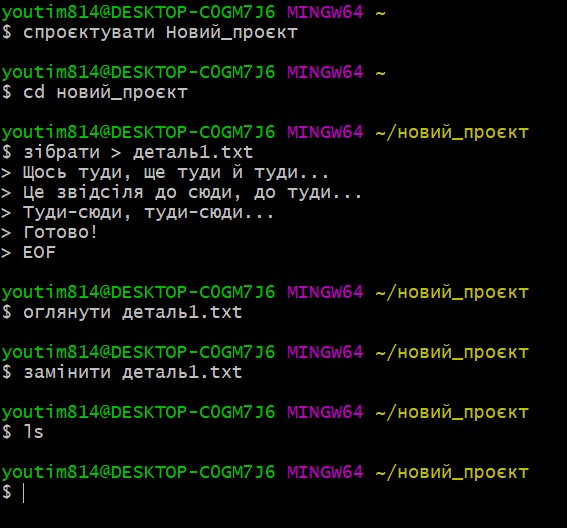 youtim814@DESKTOP-COGM7J6 MINGW64 ~
$ спроєктувати Новий_проєкт
youtim814@DESKTOP-COGM7J6 MINGW64 ~
$ cd новий_проєкт
youtim814@DESKTOP-COGM7J6 MINGW64 ~/новий_проєкт
$ зібрати > деталь1.txt
> Щось туди, ще туди й туди...
> Це звідсіля до сюди, до туди...
> Туди-сюди, туди-сюди...
> Готово!
> EOF
youtim814@DESKTOP-COGM7J6 MINGW64 ~/новий_проєкт
$ оглянути деталь1.txt
youtim814@DESKTOP-COGM7J6 MINGW64 ~/новий_проєкт
$ замінити деталь1.txt
youtim814@DESKTOP-COGM7J6 MINGW64 ~/новий_проєкт
$ ls
youtim814@DESKTOP-COGM7J6 MINGW64 ~/новий_проєкт
$